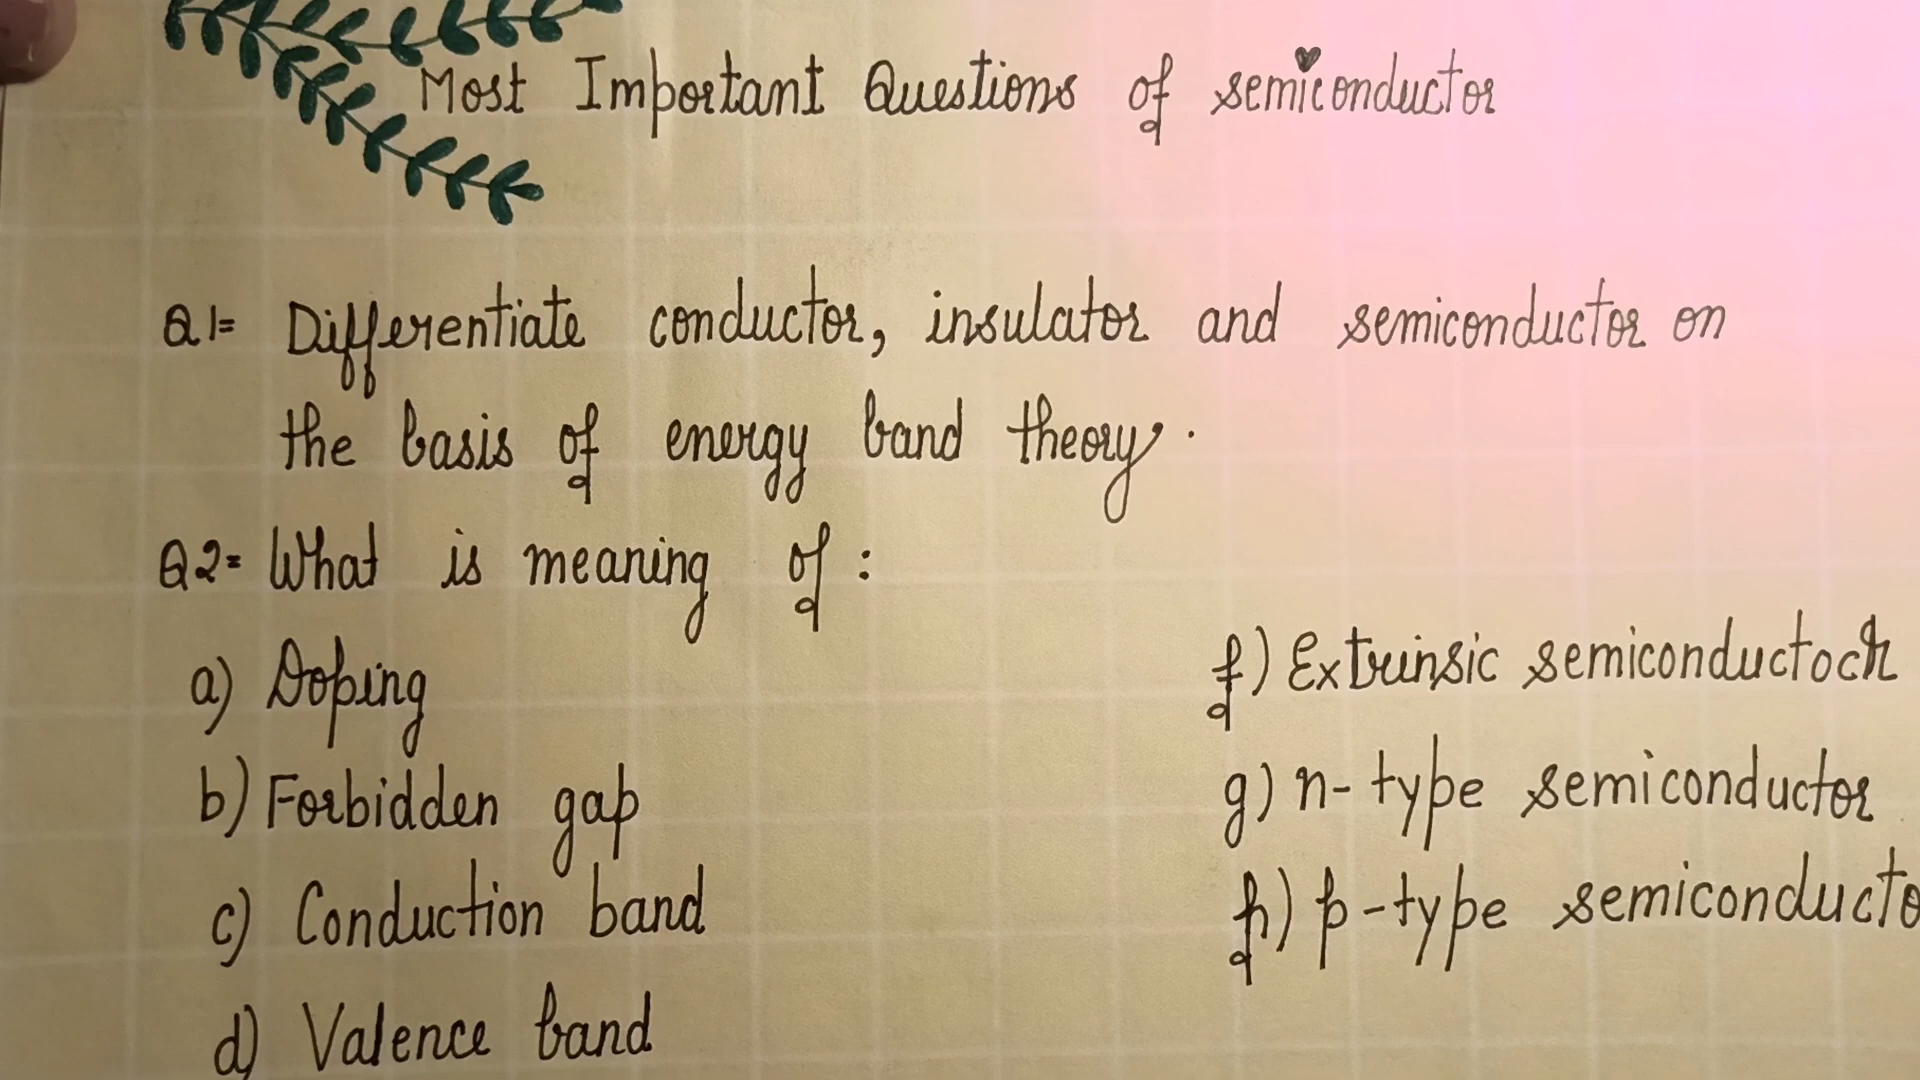 Most Important Questions of semiconductor
Q1= Differentiate conductor, insulator and semiconductor on
the basis of energy band theory.
Q2= What is meaning of :
a) Doping
b) Forbidden gap
c) Conduction band
d) Valence band
f) Extrinsic semiconductor
g) n-type semiconductor
h) p-type semiconducto